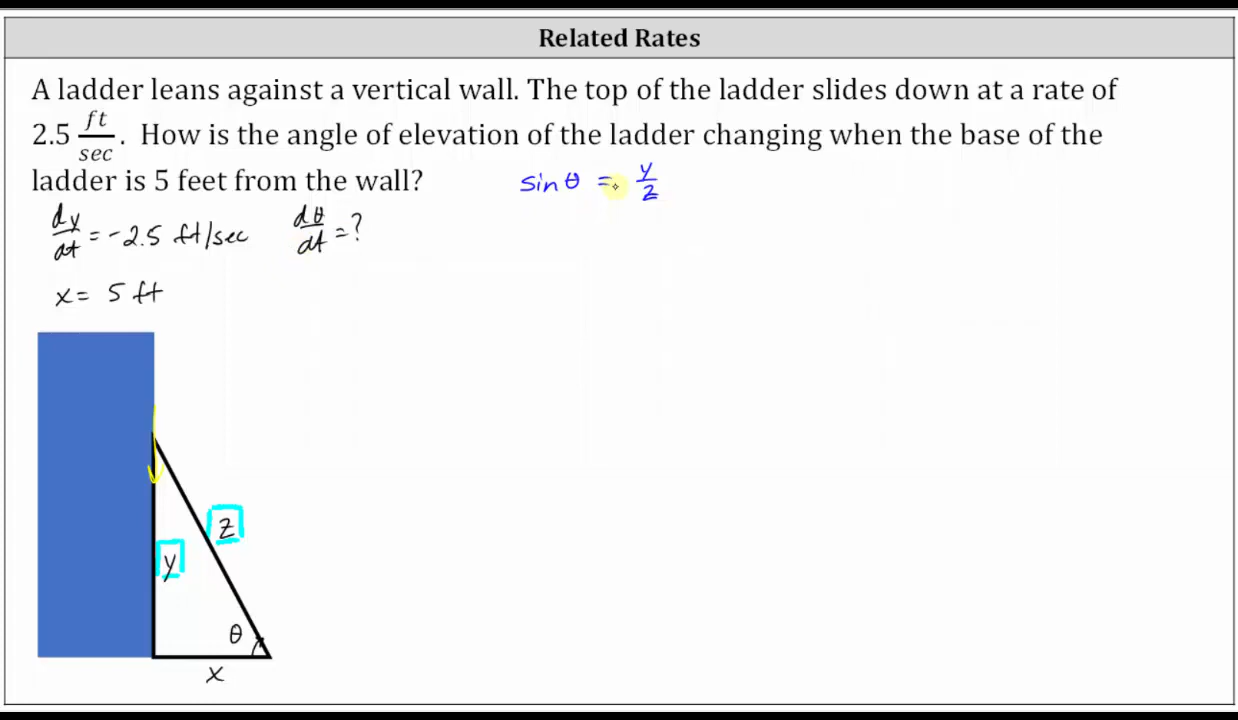 Related Rates
A ladder leans against a vertical wall. The top of the ladder slides down at a rate of
2.5 ft/sec. How is the angle of elevation of the ladder changing when the base of the
ladder is 5 feet from the wall?
sin θ = y/z
dy/dt = -2.5 ft/sec dθ/dt = ?
x = 5 ft
z
y
θ
x